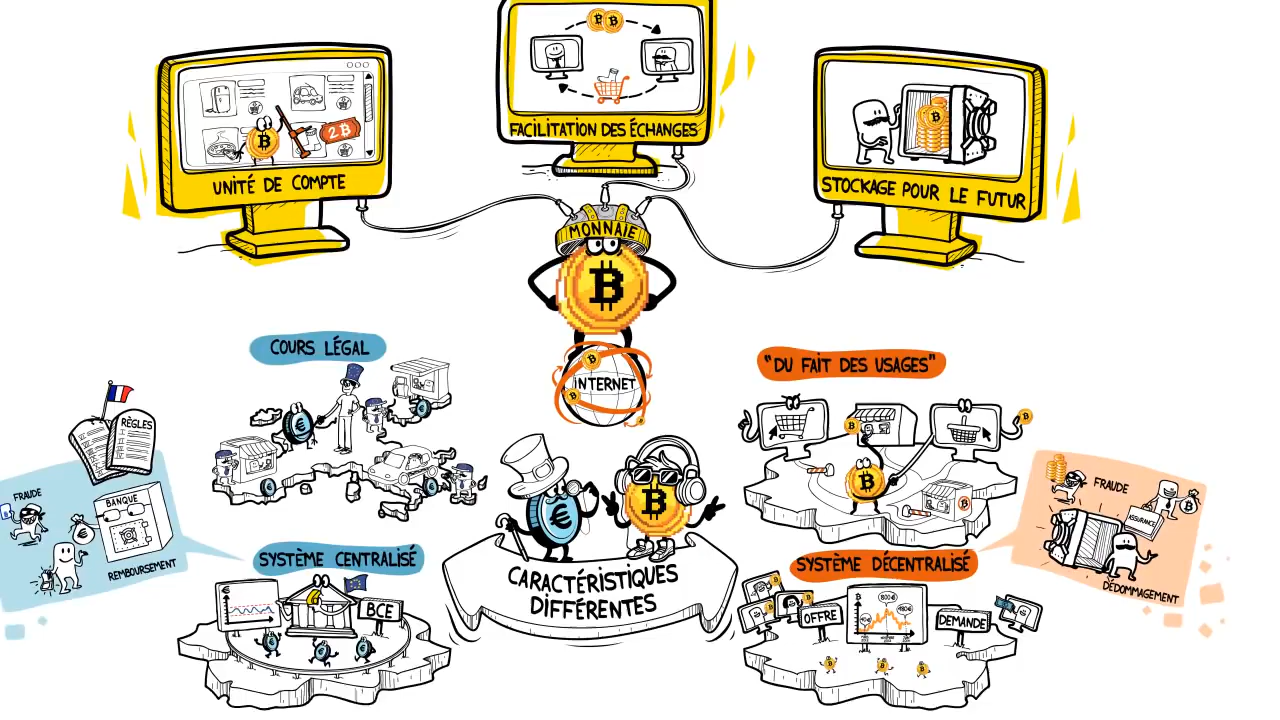 2 B
UNITÉ DE COMPTE
FACILITATION DES ÉCHANGES
STOCKAGE POUR LE FUTUR
MONNAIE
INTERNET
COURS LÉGAL
"DU FAIT DES USAGES"
RÈGLES
FRAUDE
BANQUE
REMBOURSEMENT
FRAUDE
ASSURANCE
DÉDOMMAGEMENT
SYSTÈME CENTRALISÉ
BCE
CARACTÉRISTIQUES
DIFFÉRENTES
SYSTÈME DÉCENTRALISÉ
OFFRE
DEMANDE